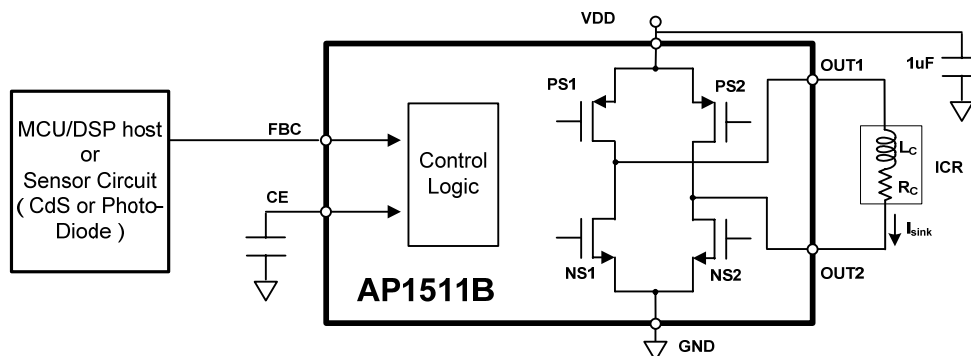 VDD
OUT1
1uF
PS1
PS2
MCU/DSP host
or
Sensor Circuit
( CdS or Photo-
Diode )
FBC
CE
Control
Logic
LC
RC
ICR
Isink
NS1
NS2
OUT2
AP1511B
GND